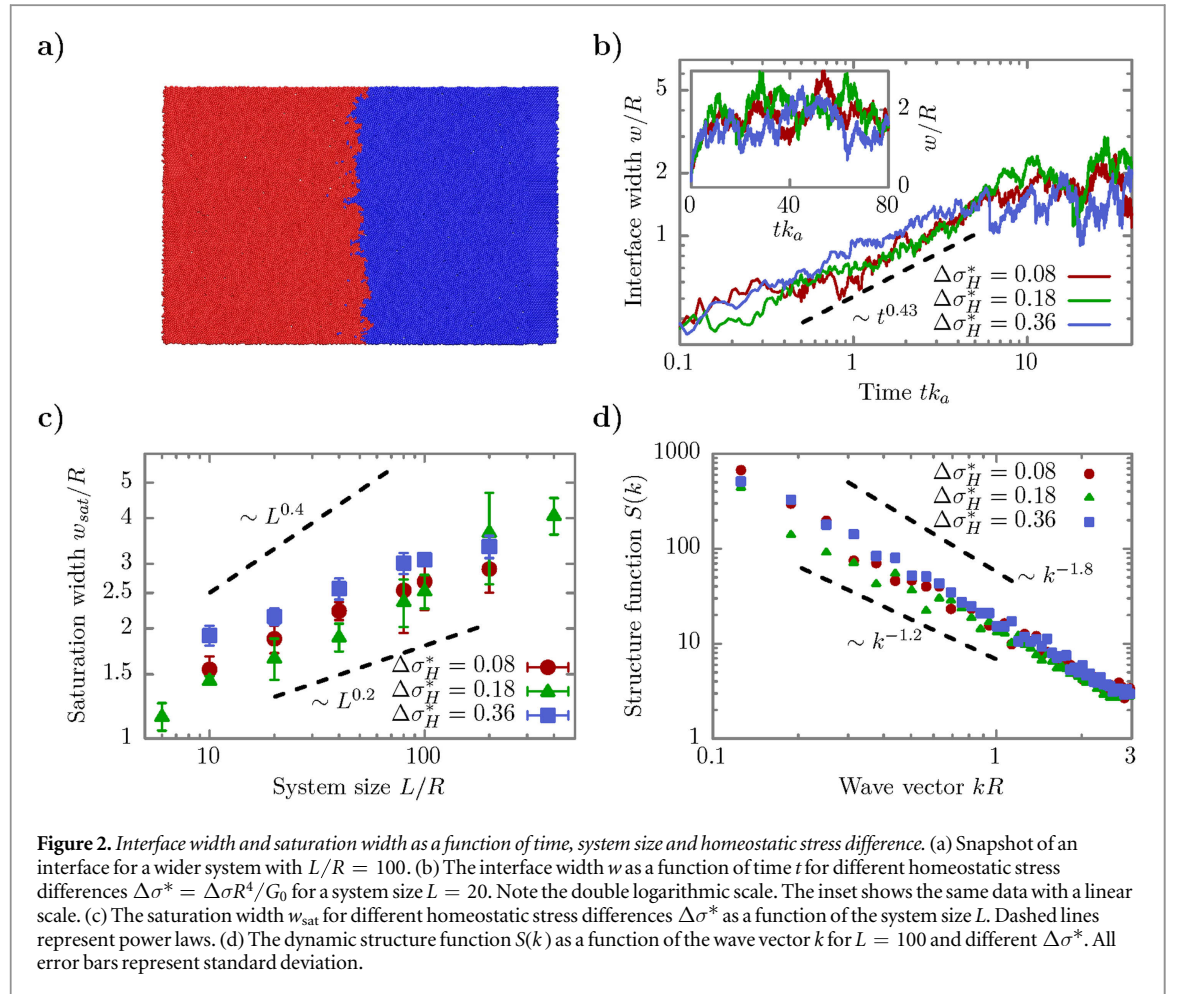 a)
b)
Interface width w/R
5
2
1
0.1
1
10
Time tk_a
w/R
2
0
0
40
80
tk_a
∼ t^0.43
Δσ*_H = 0.08
Δσ*_H = 0.18
Δσ*_H = 0.36
c)
Saturation width w_sat/R
5
4
3
2.5
2
1.5
1
10
100
System size L/R
∼ L^0.4
∼ L^0.2
Δσ*_H = 0.08
Δσ*_H = 0.18
Δσ*_H = 0.36
d)
Structure function S(k)
1000
100
10
1
0.1
1
3
Wave vector kR
Δσ*_H = 0.08
Δσ*_H = 0.18
Δσ*_H = 0.36
∼ k^−1.8
∼ k^−1.2
Figure 2. Interface width and saturation width as a function of time, system size and homeostatic stress difference. (a) Snapshot of an
interface for a wider system with L/R = 100. (b) The interface width w as a function of time t for different homeostatic stress
differences Δσ* = ΔσR^4/G_0 for a system size L = 20. Note the double logarithmic scale. The inset shows the same data with a linear
scale. (c) The saturation width w_sat for different homeostatic stress differences Δσ* as a function of the system size L. Dashed lines
represent power laws. (d) The dynamic structure function S(k) as a function of the wave vector k for L = 100 and different Δσ*. All
error bars represent standard deviation.